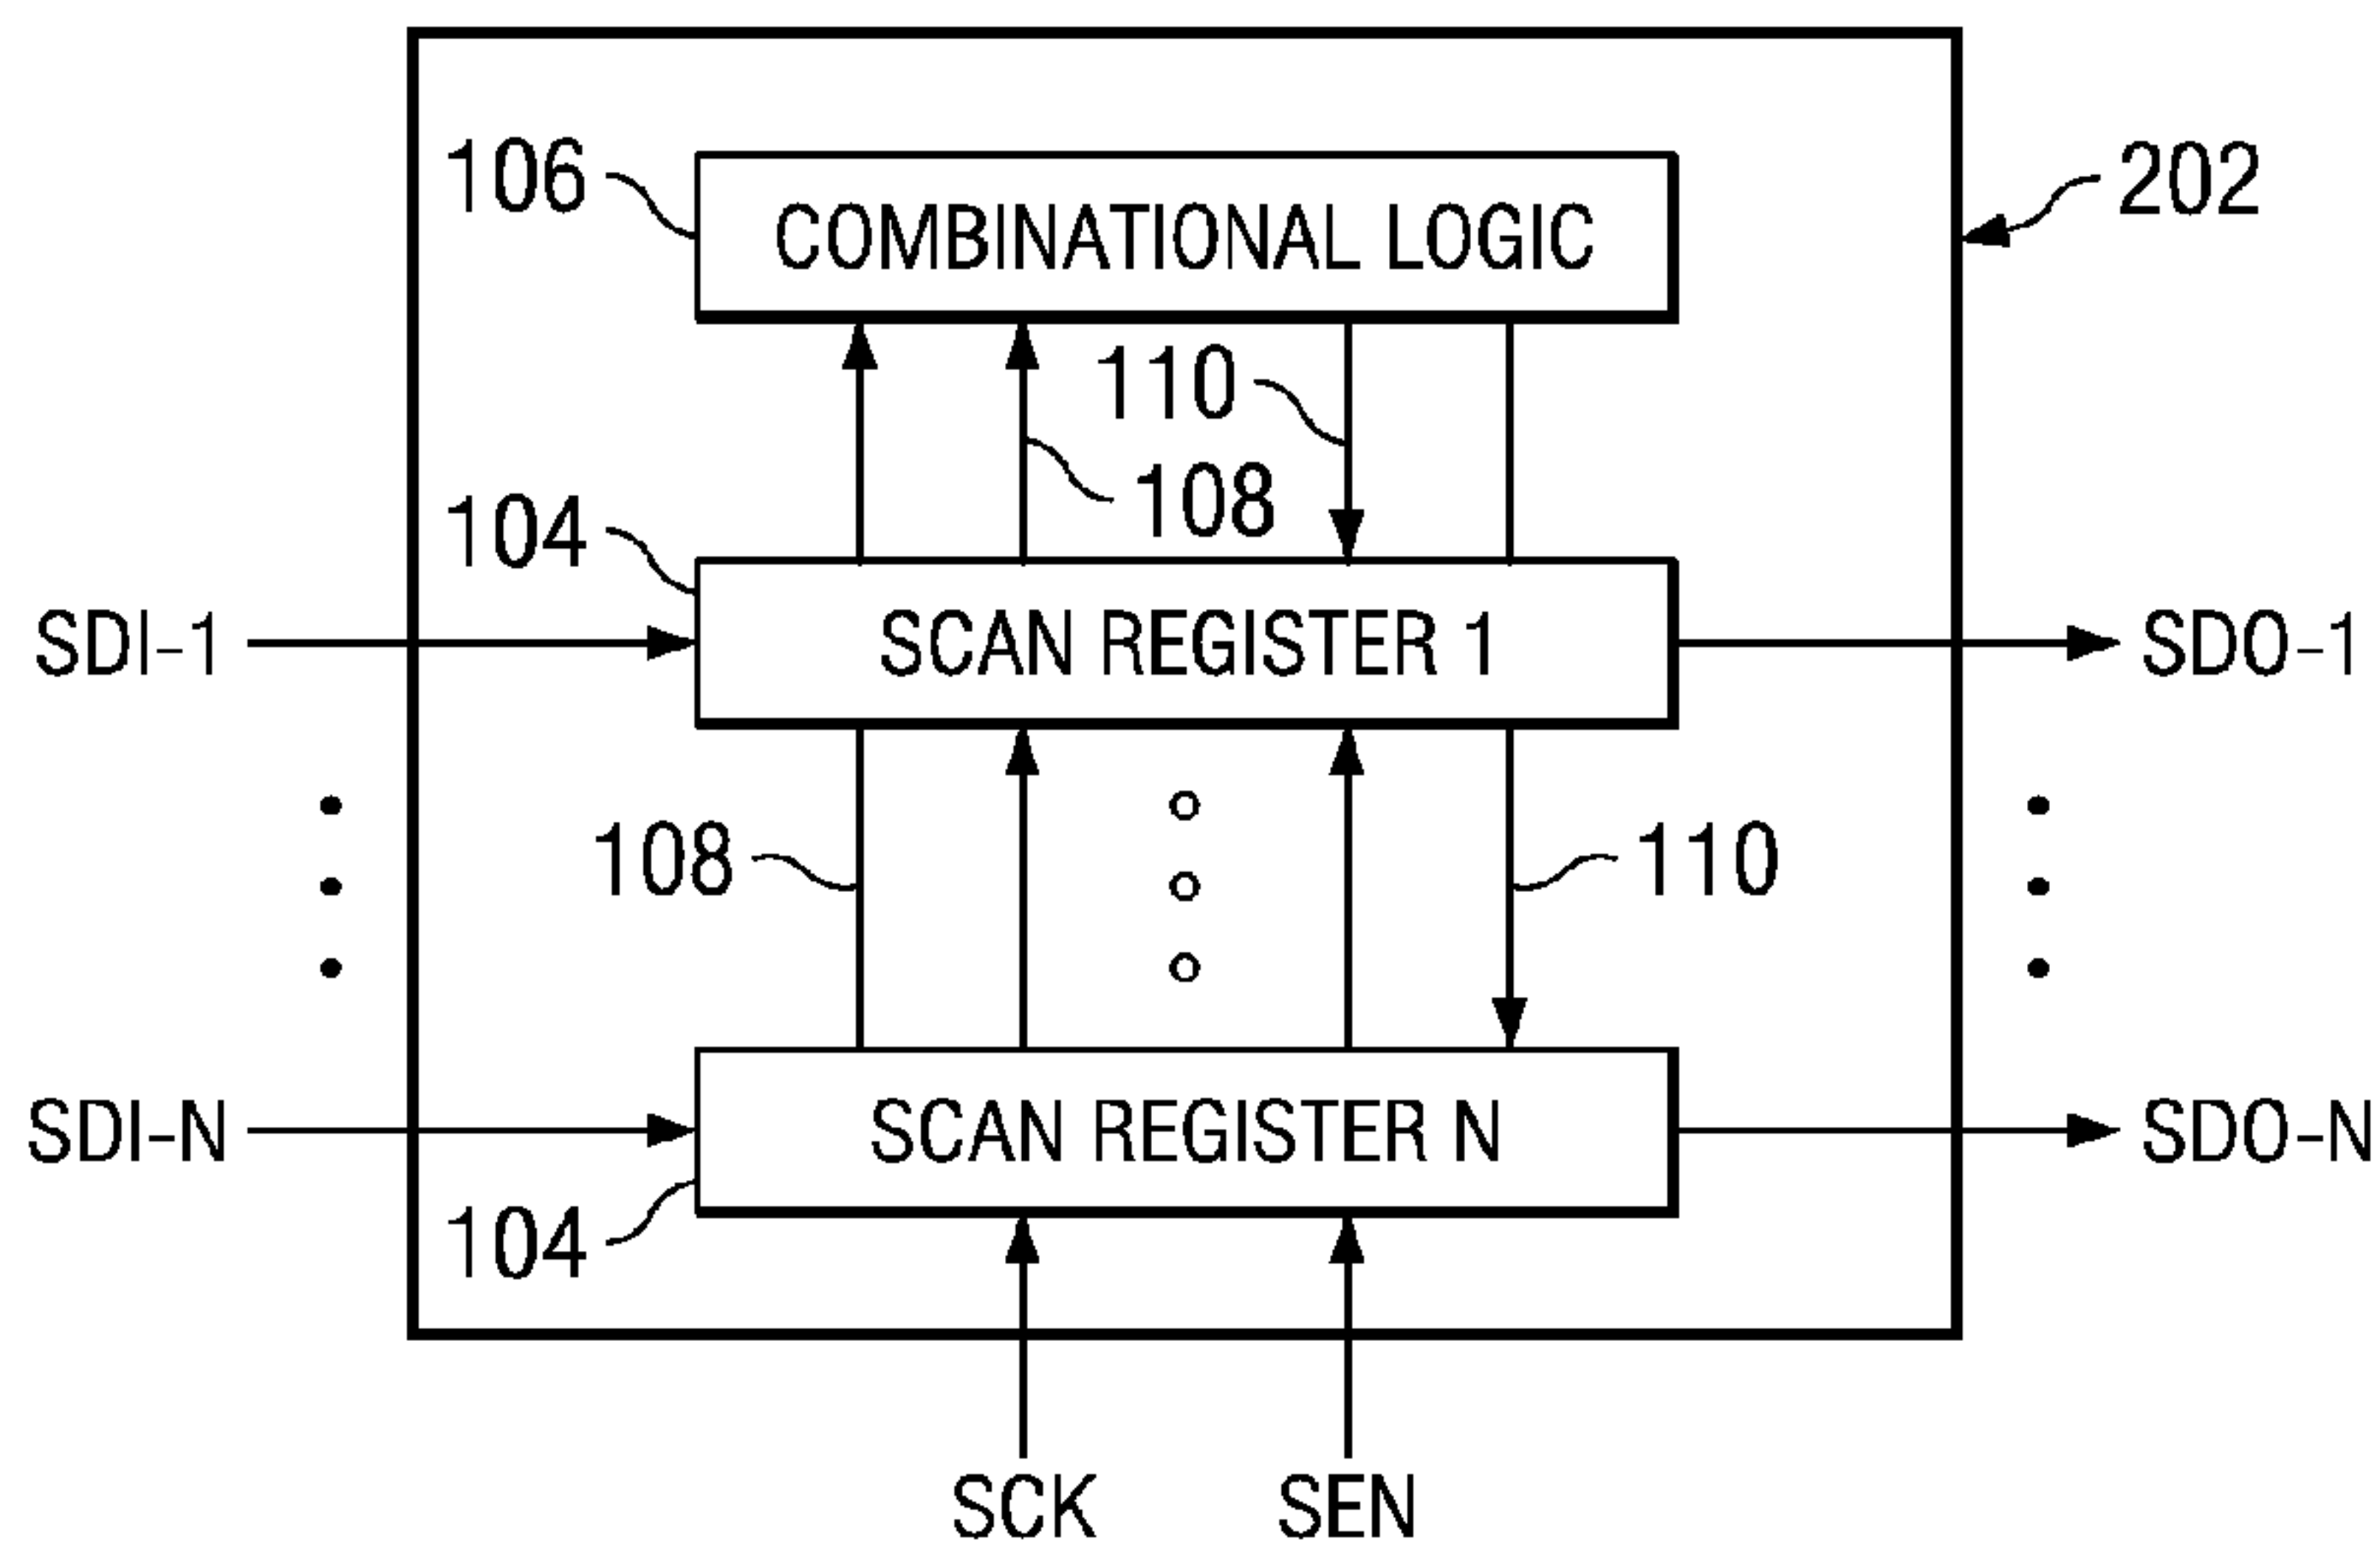 106
COMBINATIONAL LOGIC
202
110
108
104
SDI-1
SCAN REGISTER 1
SDO-1
108
110
SDI-N
SCAN REGISTER N
SDO-N
104
SCK
SEN